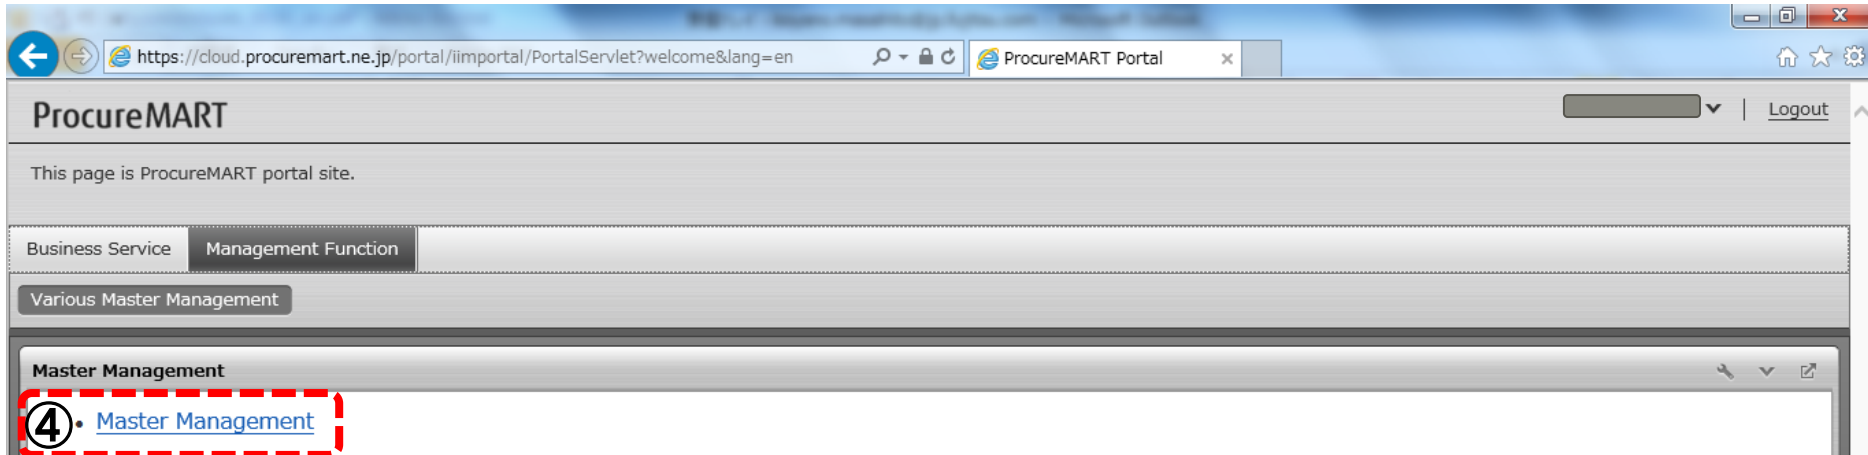 https://cloud.procuremart.ne.jp/portal/iimportal/PortalServlet?welcome&lang=en
ProcureMART Portal
ProcureMART
Logout
This page is ProcureMART portal site.
Business Service
Management Function
Various Master Management
Master Management
④
• Master Management